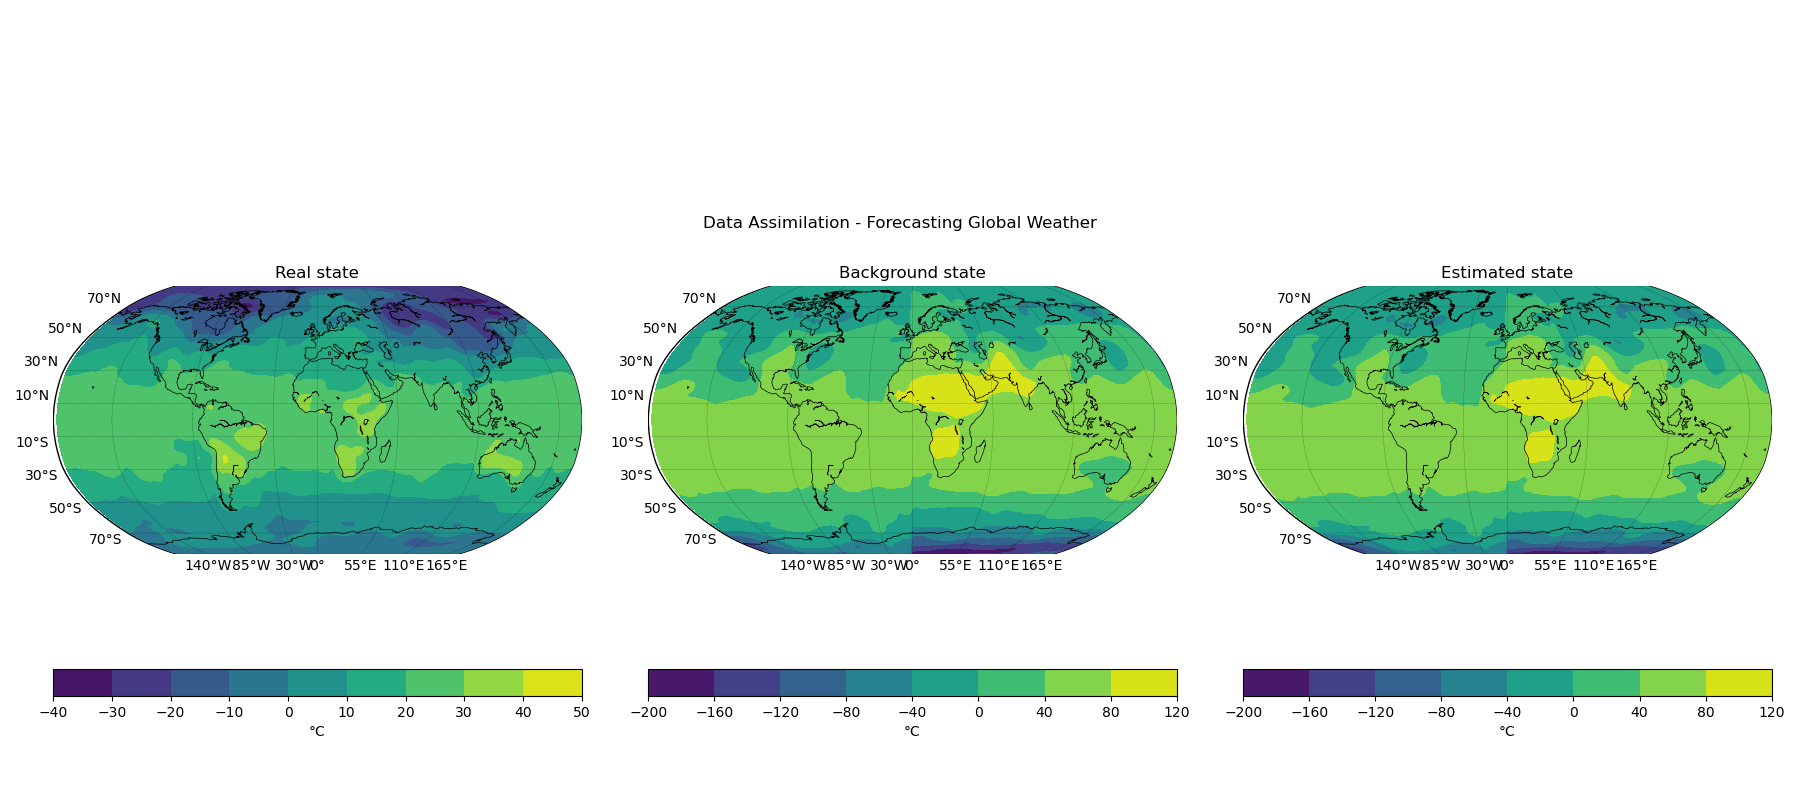 Data Assimilation - Forecasting Global Weather
Real state
70°N
50°N
30°N
10°N
10°S
30°S
50°S
70°S
140°W 85°W 30°W 0° 55°E 110°E 165°E
−40 −30 −20 −10 0 10 20 30 40 50
°C
Background state
70°N
50°N
30°N
10°N
10°S
30°S
50°S
70°S
140°W 85°W 30°W 0° 55°E 110°E 165°E
−200 −160 −120 −80 −40 0 40 80 120
°C
Estimated state
70°N
50°N
30°N
10°N
10°S
30°S
50°S
70°S
140°W 85°W 30°W 0° 55°E 110°E 165°E
−200 −160 −120 −80 −40 0 40 80 120
°C